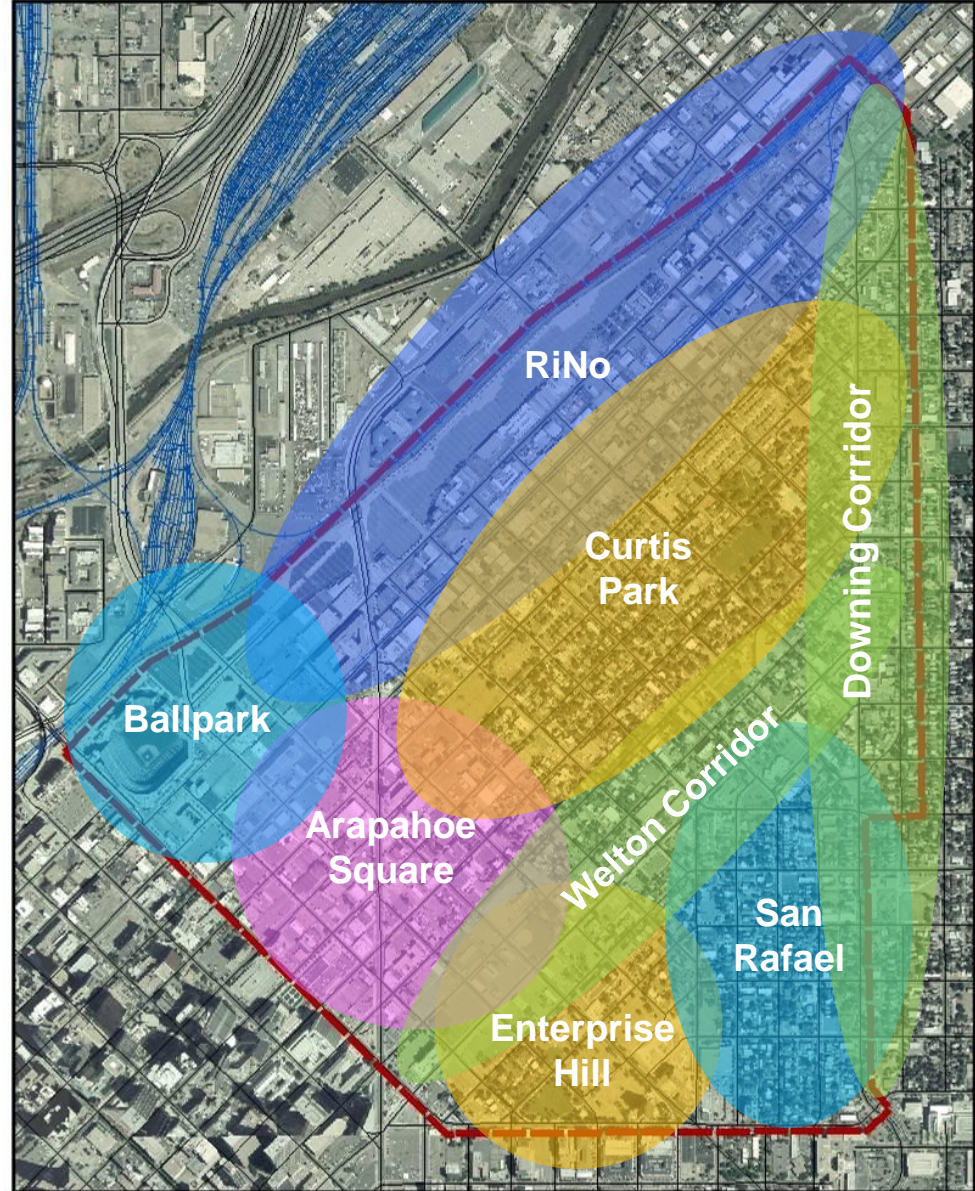 RiNo
Curtis
Park
Downing Corridor
Ballpark
Welton Corridor
Arapahoe
Square
San
Rafael
Enterprise
Hill